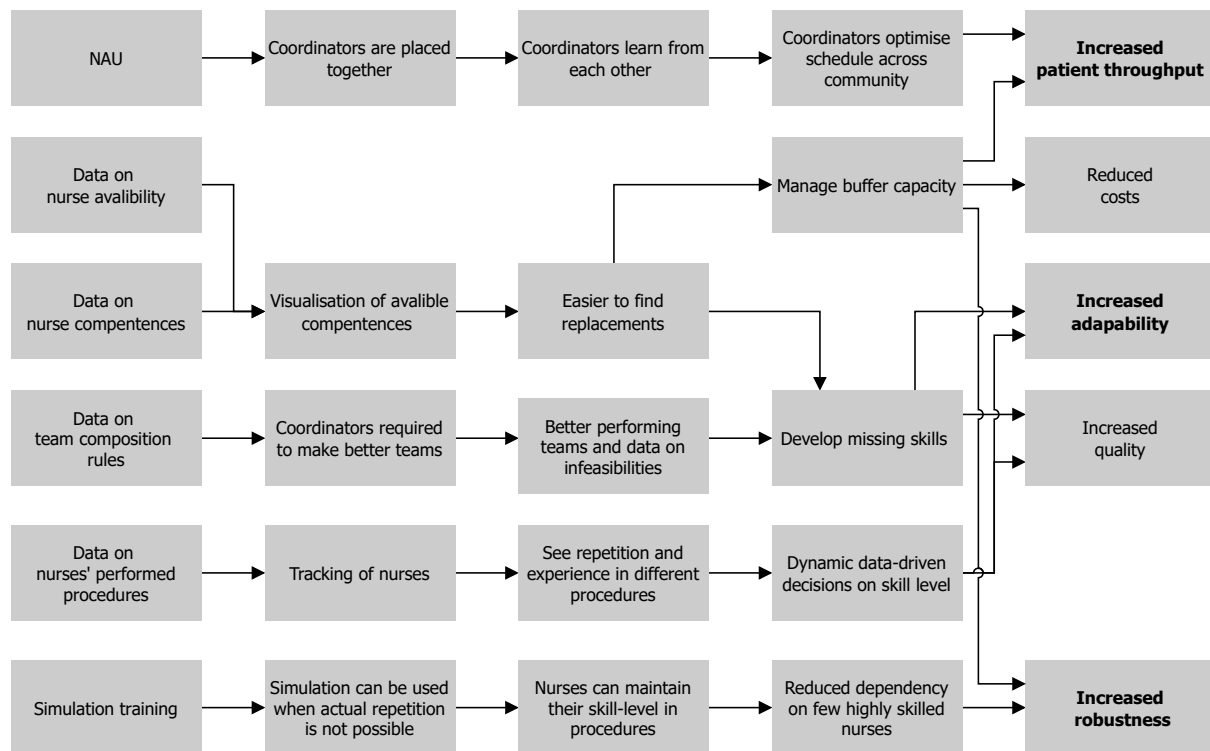 NAU
Coordinators are placed
together
Coordinators learn from
each other
Coordinators optimise
schedule across
community
Increased
patient throughput
Data on
nurse avalibility
Manage buffer capacity
Reduced
costs
Data on
nurse compentences
Visualisation of avalible
compentences
Easier to find
replacements
Increased
adapability
Data on
team composition
rules
Coordinators required
to make better teams
Better performing
teams and data on
infeasibilities
Develop missing skills
Increased
quality
Data on
nurses' performed
procedures
Tracking of nurses
See repetition and
experience in different
procedures
Dynamic data-driven
decisions on skill level
Simulation training
Simulation can be used
when actual repetition
is not possible
Nurses can maintain
their skill-level in
procedures
Reduced dependency
on few highly skilled
nurses
Increased
robustness